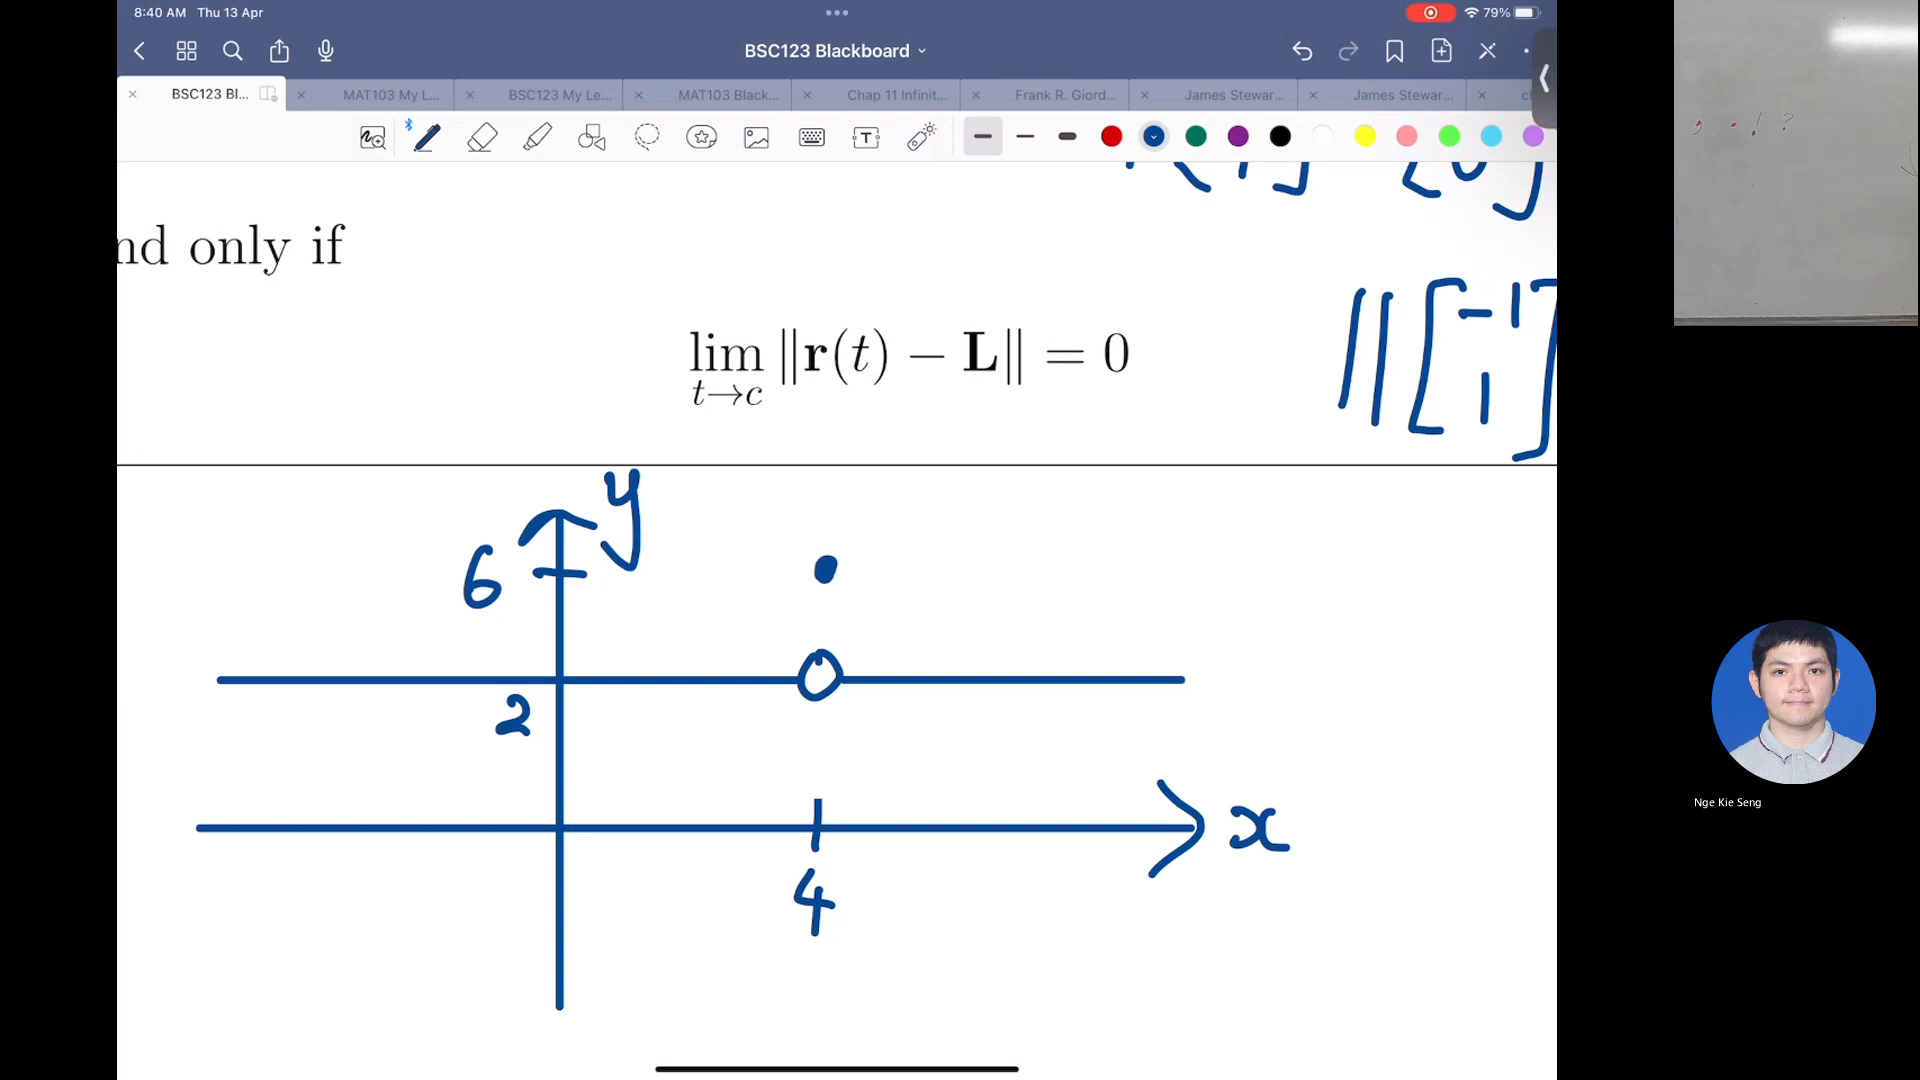 8:40 AM Thu 13 Apr
79%
BSC123 Blackboard
BSC123 Bl...
MAT103 My L...
BSC123 My Le...
MAT103 Black...
Chap 11 Infinit...
Frank R. Giord...
James Stewar...
James Stewar...
nd only if
lim ‖r(t) − L‖ = 0
t→c
‖[-1
1]
y
6
2
x
4
Nge Kie Seng